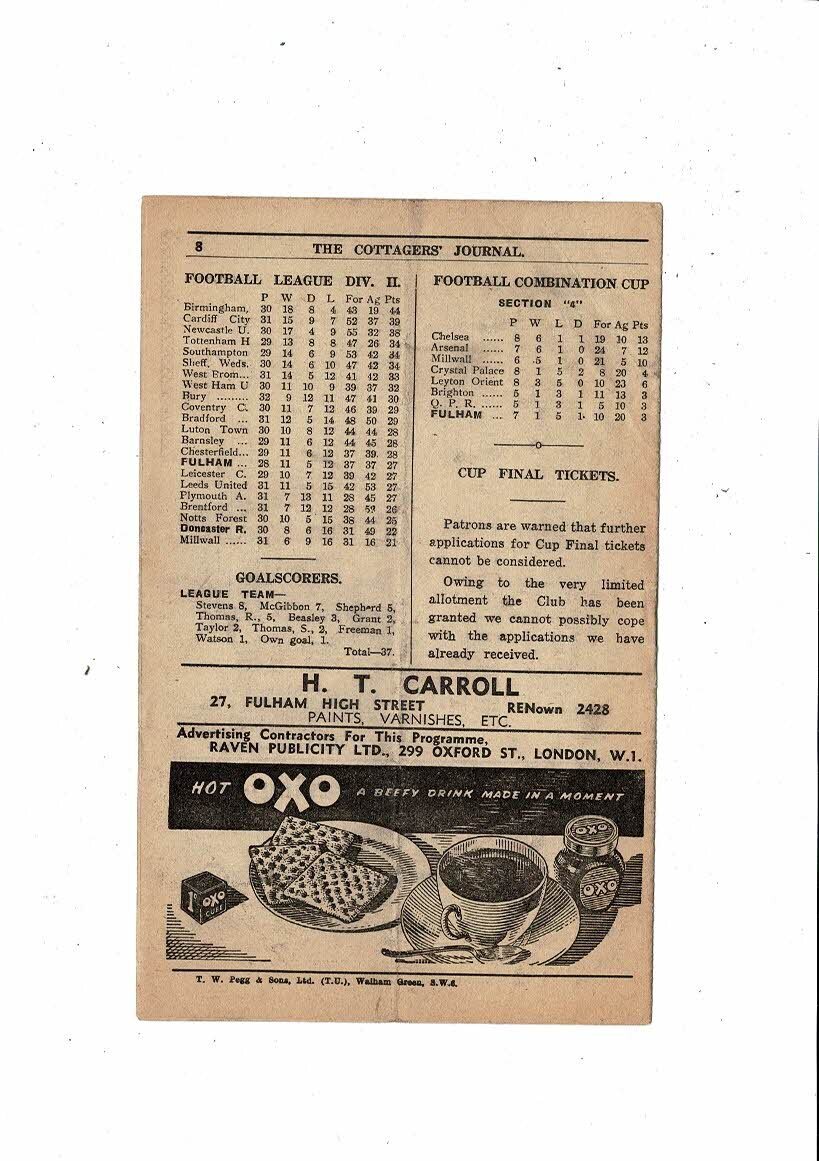 8
THE COTTAGERS' JOURNAL.
FOOTBALL LEAGUE DIV. II.
P W D L For Ag Pts
Birmingham, 30 18 8 4 43 19 44
Cardiff City 31 15 9 7 52 37 39
Newcastle U. 30 17 4 9 55 32 38
Tottenham H 29 13 8 8 47 26 34
Southampton 29 14 6 9 53 42 34
Sheff. Weds. 30 14 6 10 47 42 34
West Brom... 31 14 5 12 41 42 33
West Ham U 30 11 10 9 39 37 32
Bury ......... 32 9 12 11 47 41 30
Coventry C. 30 11 7 12 46 39 29
Bradford ... 31 12 5 14 48 50 29
Luton Town 30 10 8 12 44 44 28
Barnsley ... 29 11 6 12 44 45 28
Chesterfield... 29 11 6 12 37 39. 28
FULHAM ... 28 11 5 12 37 37 27
Leicester C. 29 10 7 12 39 42 27
Leeds United 31 11 5 15 42 53 27
Plymouth A. 31 7 13 11 28 45 27
Brentford ... 31 7 12 12 28 52 26
Notts Forest 30 10 5 15 38 44 25
Doncaster R. 30 8 6 16 31 49 22
Millwall ...... 31 6 9 16 31 16 21
GOALSCORERS.
LEAGUE TEAM—
Stevens 8, McGibbon 7, Shepherd 5,
Thomas, R., 5, Beasley 3, Grant 2,
Taylor 2, Thomas, S., 2, Freeman 1,
Watson 1, Own goal, 1.
Total—37.
FOOTBALL COMBINATION CUP
SECTION "4"
P W L D For Ag Pts
Chelsea ...... 8 6 1 1 19 10 13
Arsenal ...... 7 6 1 0 24 7 12
Millwall ...... 6 5 1 0 21 5 10
Crystal Palace 8 1 5 2 8 20 4
Leyton Orient 8 3 5 0 10 23 6
Brighton ...... 5 1 3 1 11 13 3
Q. P. R. ...... 5 1 3 1 5 10 3
FULHAM ... 7 1 5 1 10 20 3
CUP FINAL TICKETS.
Patrons are warned that further
applications for Cup Final tickets
cannot be considered.
Owing to the very limited
allotment the Club has been
granted we cannot possibly cope
with the applications we have
already received.
H. T. CARROLL
27, FULHAM HIGH STREET RENown 2428
PAINTS, VARNISHES, ETC.
Advertising Contractors For This Programme,
RAVEN PUBLICITY LTD., 299 OXFORD ST., LONDON, W.1.
HOT OXO A BEEFY DRINK MADE IN A MOMENT
OXO
OXO
1D OXO CUBE
T. W. Pegg & Sons, Ltd. (T.U.), Walham Green, S.W.6.